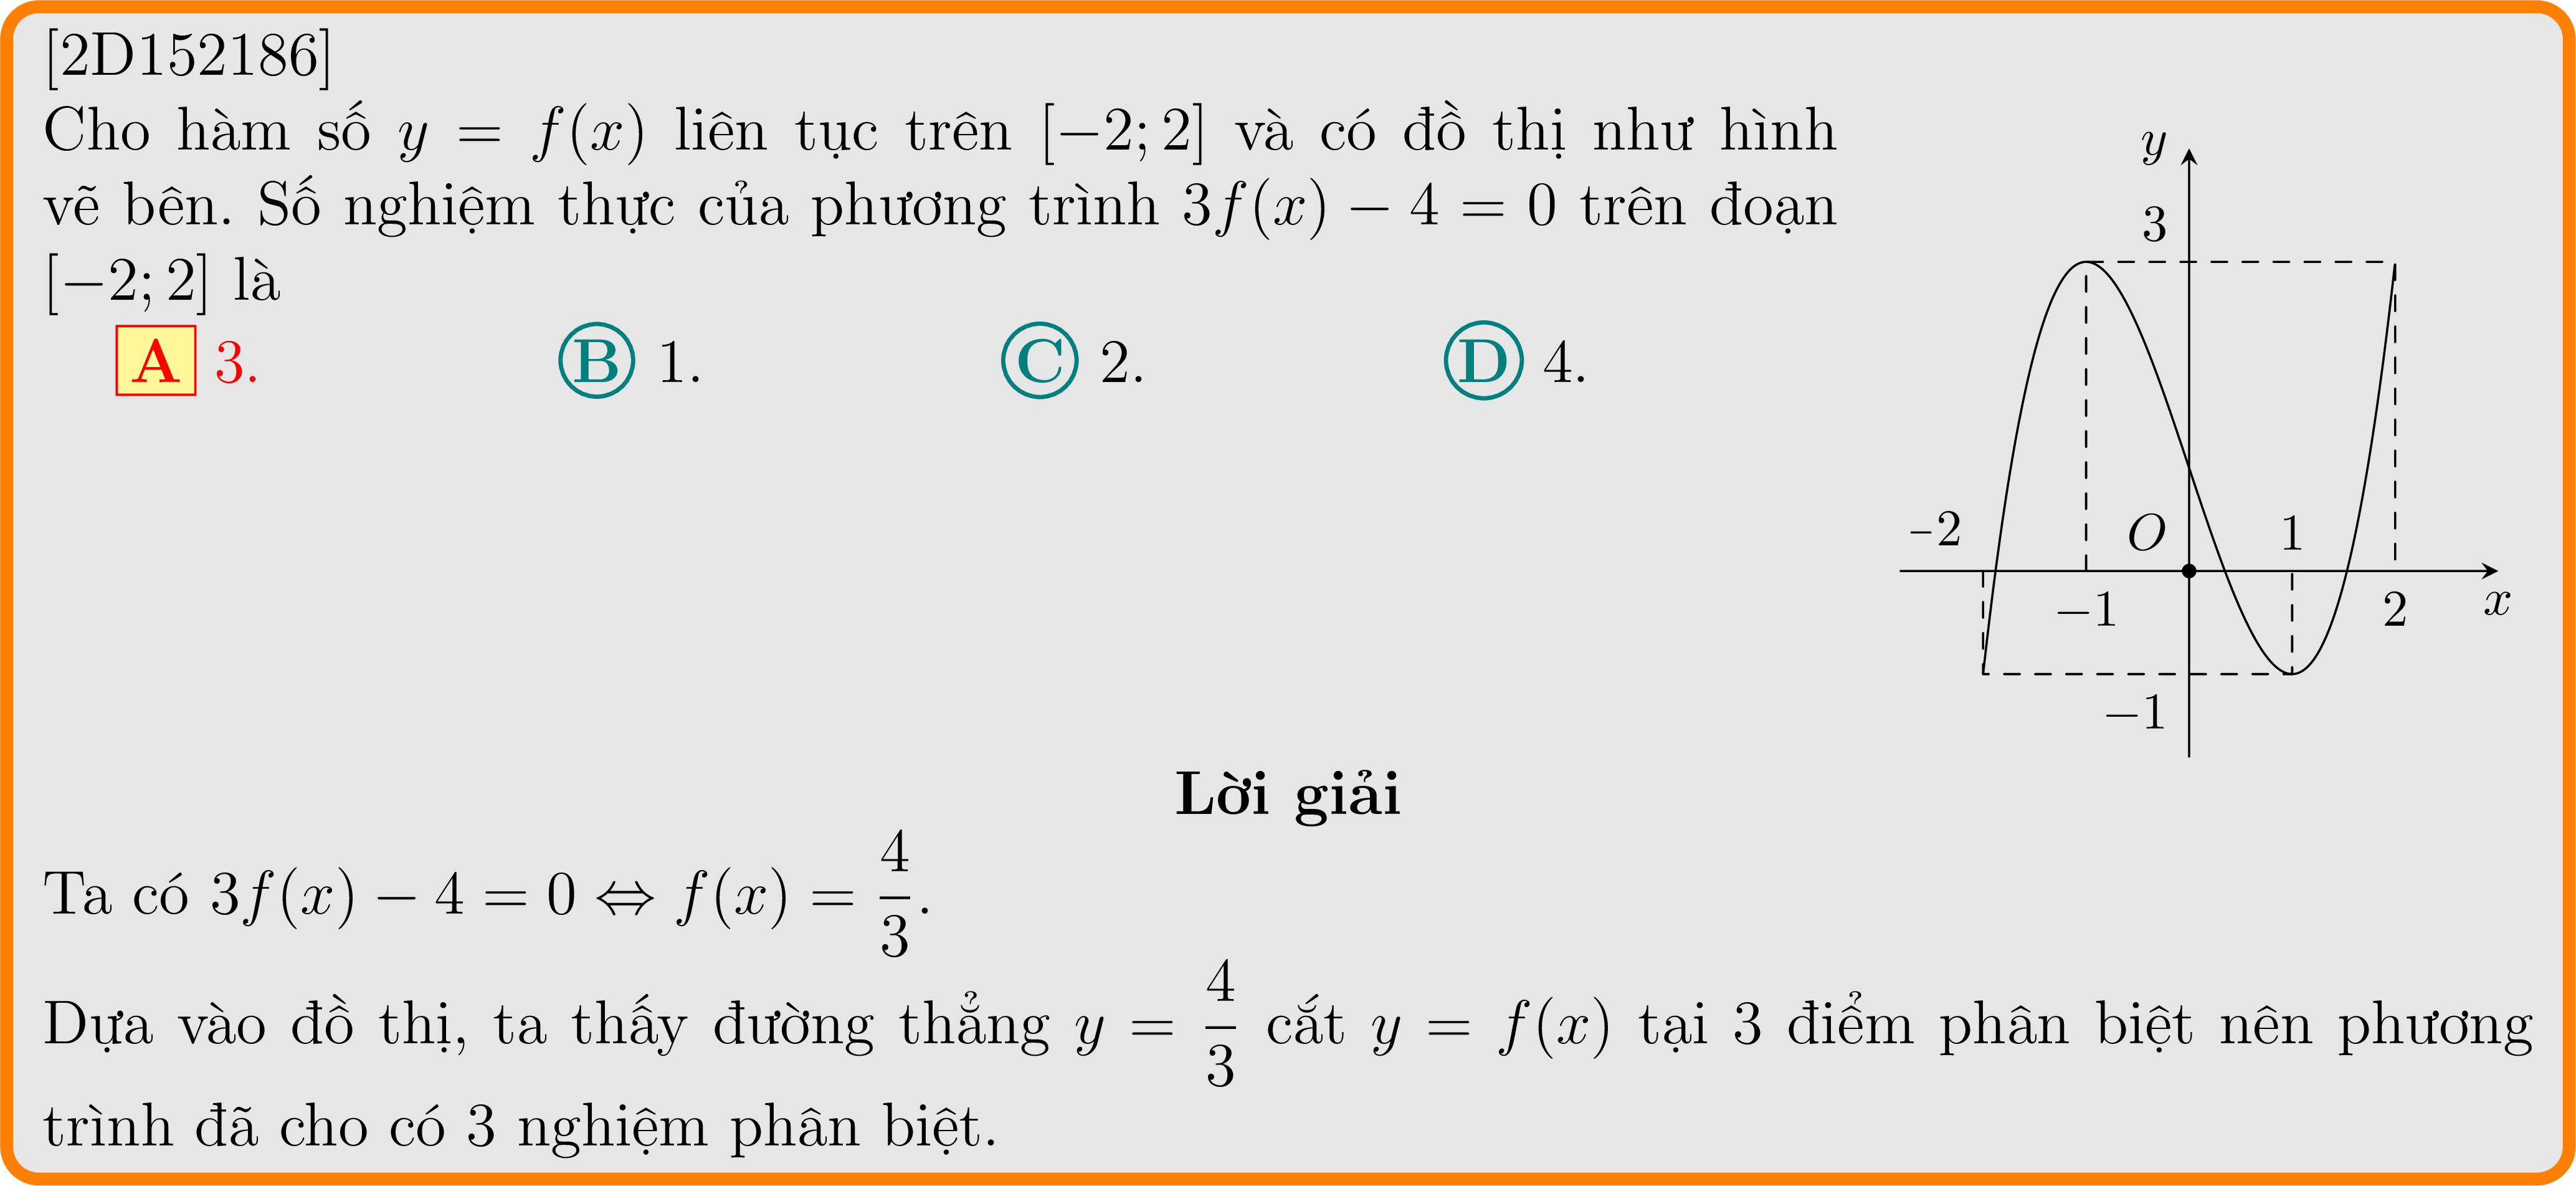 [2D152186]
Cho hàm số y = f(x) liên tục trên [−2; 2] và có đồ thị như hình
vẽ bên. Số nghiệm thực của phương trình 3f(x) − 4 = 0 trên đoạn
[−2; 2] là
A 3. B 1. C 2. D 4.
y
3
-2 O 1
−1 2 x
−1
Lời giải
Ta có 3f(x) − 4 = 0 ⇔ f(x) = 4/3.
Dựa vào đồ thị, ta thấy đường thẳng y = 4/3 cắt y = f(x) tại 3 điểm phân biệt nên phương
trình đã cho có 3 nghiệm phân biệt.